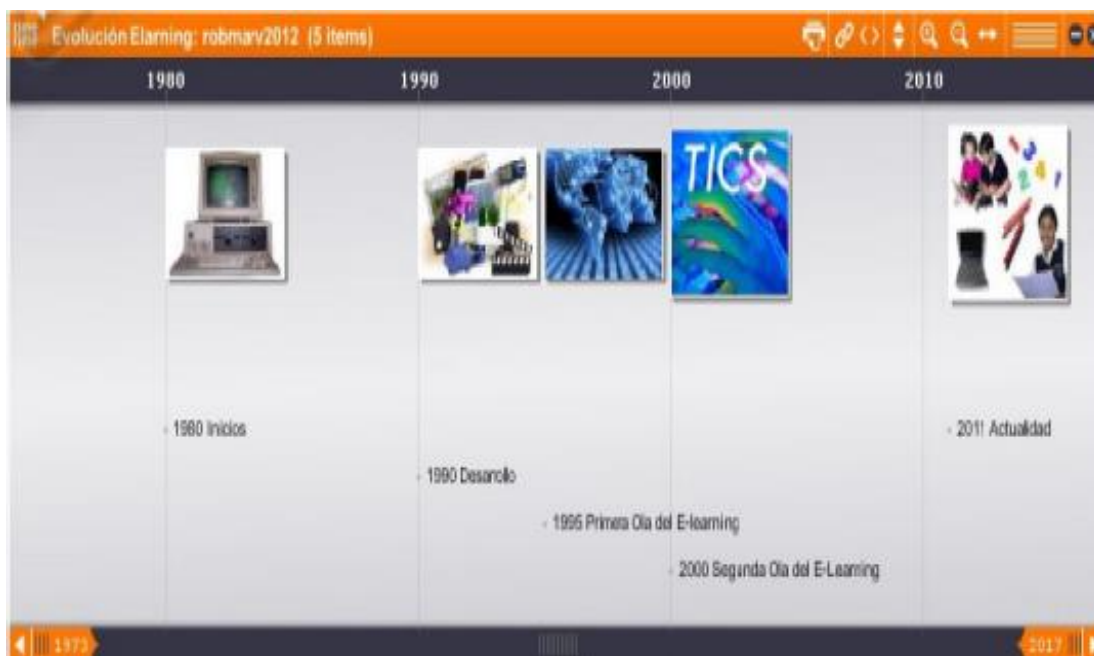 Evolución Elarning: robmarv2012 (5 items)
1980 1990 2000 2010
TICS
1980 Inicios
2011 Actualidad
1990 Desarollo
1995 Primera Ola del E-learning
2000 Segunda Ola del E-Learning
1973 2017